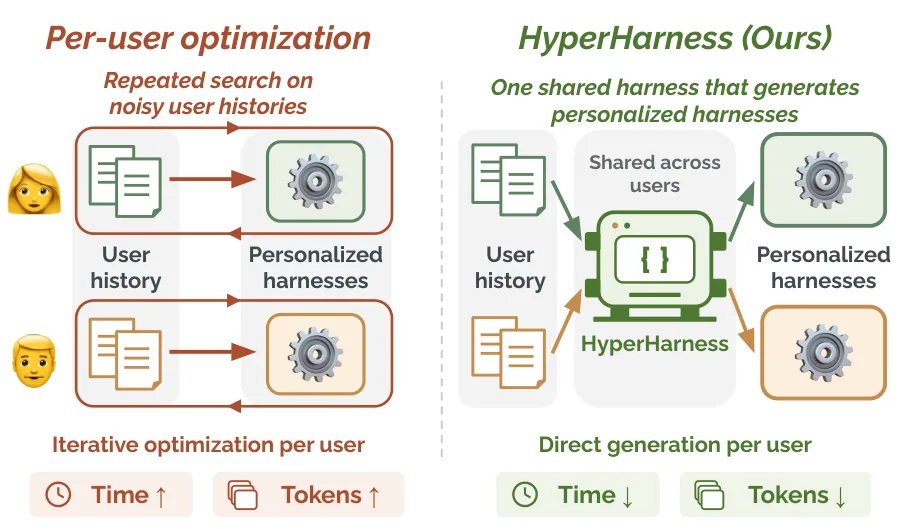 Per-user optimization
Repeated search on
noisy user histories
User
history
Personalized
harnesses
Iterative optimization per user
Time ↑
Tokens ↑
HyperHarness (Ours)
One shared harness that generates
personalized harnesses
Shared across
users
{ }
User
history
HyperHarness
Personalized
harnesses
Direct generation per user
Time ↓
Tokens ↓